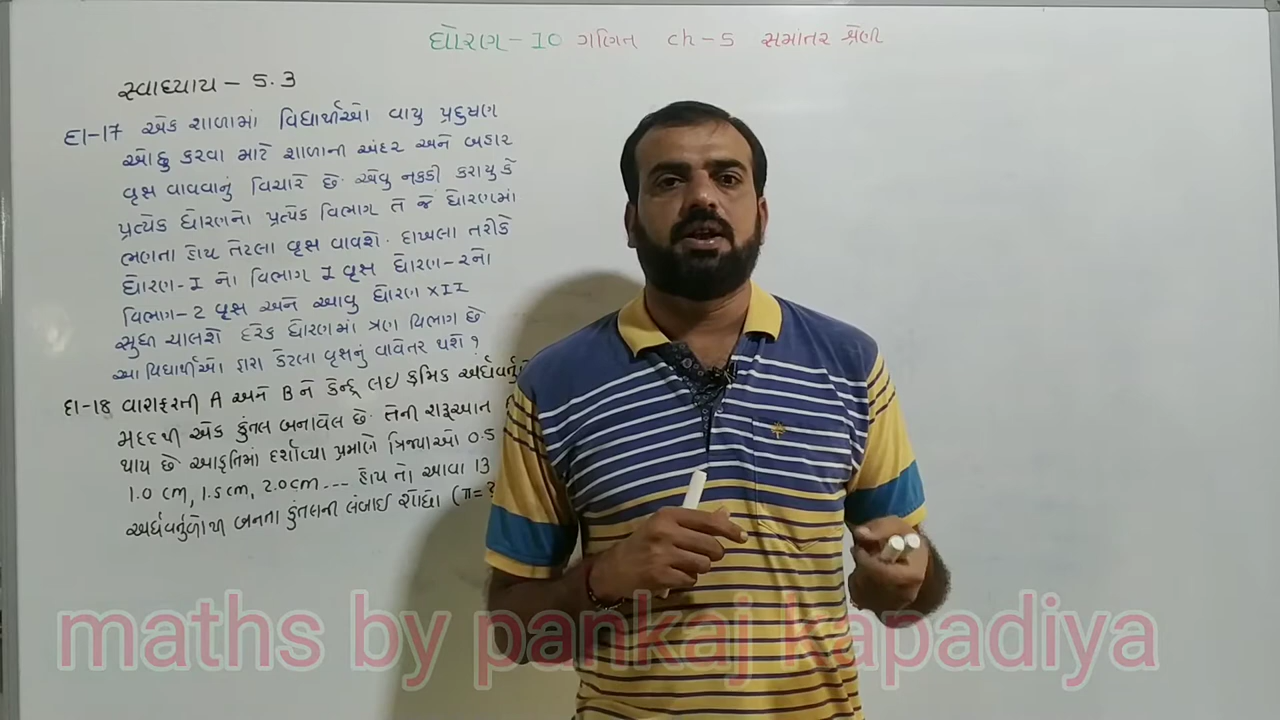 ધોરણ - 10 ગણિત ch - 5 સમાંતર શ્રેણી
સ્વાધ્યાય - 5.3
દા-17 એક શાળામાં વિદ્યાર્થીઓ વાયુ પ્રદુષણ
ઓછુ કરવા માટે શાળાની અંદર અને બહાર
વૃક્ષ વાવવાનું વિચારે છે. એવુ નક્કી કરાયુ કે
પ્રત્યેક ધોરણનો પ્રત્યેક વિભાગ તે જે ધોરણમાં
ભણતા હોય તેટલા વૃક્ષ વાવશે. દાખલા તરીકે
ધોરણ-I નો વિભાગ 1 વૃક્ષ ધોરણ-2નો
વિભાગ-2 વૃક્ષ અને આવુ ધોરણ XII
સુધી ચાલશે દરેક ધોરણમાં ત્રણ વિભાગ છે
આ વિદ્યાર્થીઓ દ્વારા કેટલા વૃક્ષનું વાવેતર થશે ?
દા-18 વારાફરતી A અને B ને કેન્દ્ર લઇ ક્રમિક
મદદથી એક કુંતલ બનાવેલ છે. તેની શરૂઆત
થાય છે આકૃતિમાં દર્શાવ્યા પ્રમાણે ત્રિજ્યાઓ 0.5
1.0 cm, 1.5 cm, 2.0 cm --- હોય તો આવા 13
અર્ધવર્તુળોથી બનતા કુંતલની લંબાઈ શોધો (π=
maths by pankaj kapadiya